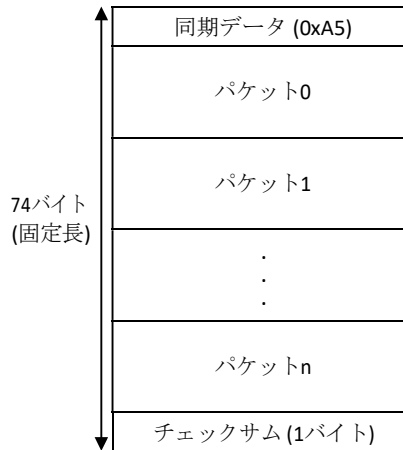 同期データ (0xA5)
パケット0
パケット1
74バイト
(固定長)
.
.
.
パケットn
チェックサム (1バイト)